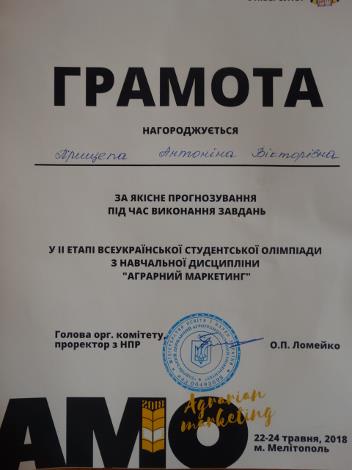 ГРАМОТА
НАГОРОДЖУЄТЬСЯ
Прищепа Антоніна Вікторівна
ЗА ЯКІСНЕ ПРОГНОЗУВАННЯ
ПІД ЧАС ВИКОНАННЯ ЗАВДАНЬ
У ІІ ЕТАПІ ВСЕУКРАЇНСЬКОЇ СТУДЕНТСЬКОЇ ОЛІМПІАДИ
З НАВЧАЛЬНОЇ ДИСЦИПЛІНИ
"АГРАРНИЙ МАРКЕТИНГ"
Голова орг. комітету,
проректор з НПР
О.П. Ломейко
2018
АМО
Agrarian
marketing
22-24 травня, 2018
м. Мелітополь